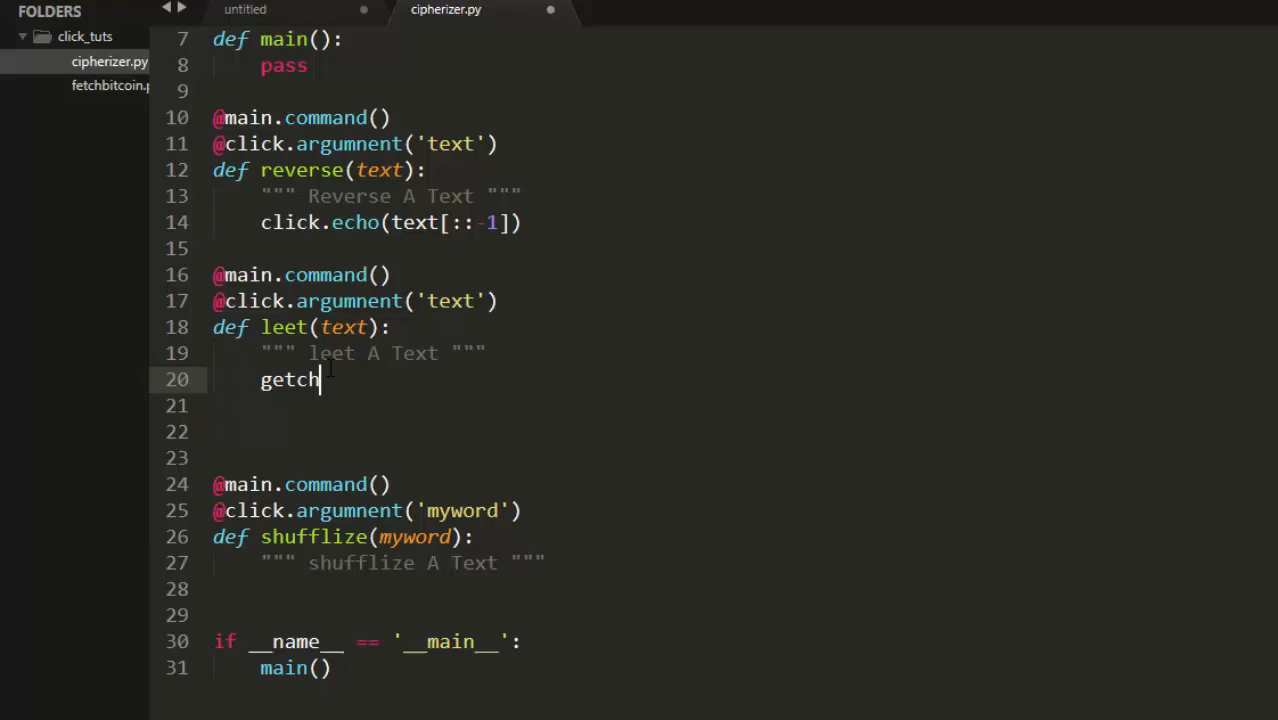 FOLDERS
click_tuts
cipherizer.py
fetchbitcoin.p
untitled
cipherizer.py
7 def main():
8 pass
9
10 @main.command()
11 @click.argumnent('text')
12 def reverse(text):
13 """ Reverse A Text """
14 click.echo(text[::-1])
15
16 @main.command()
17 @click.argumnent('text')
18 def leet(text):
19 """ leet A Text """
20 getch
21
22
23
24 @main.command()
25 @click.argumnent('myword')
26 def shufflize(myword):
27 """ shufflize A Text """
28
29
30 if __name__ == '__main__':
31 main()